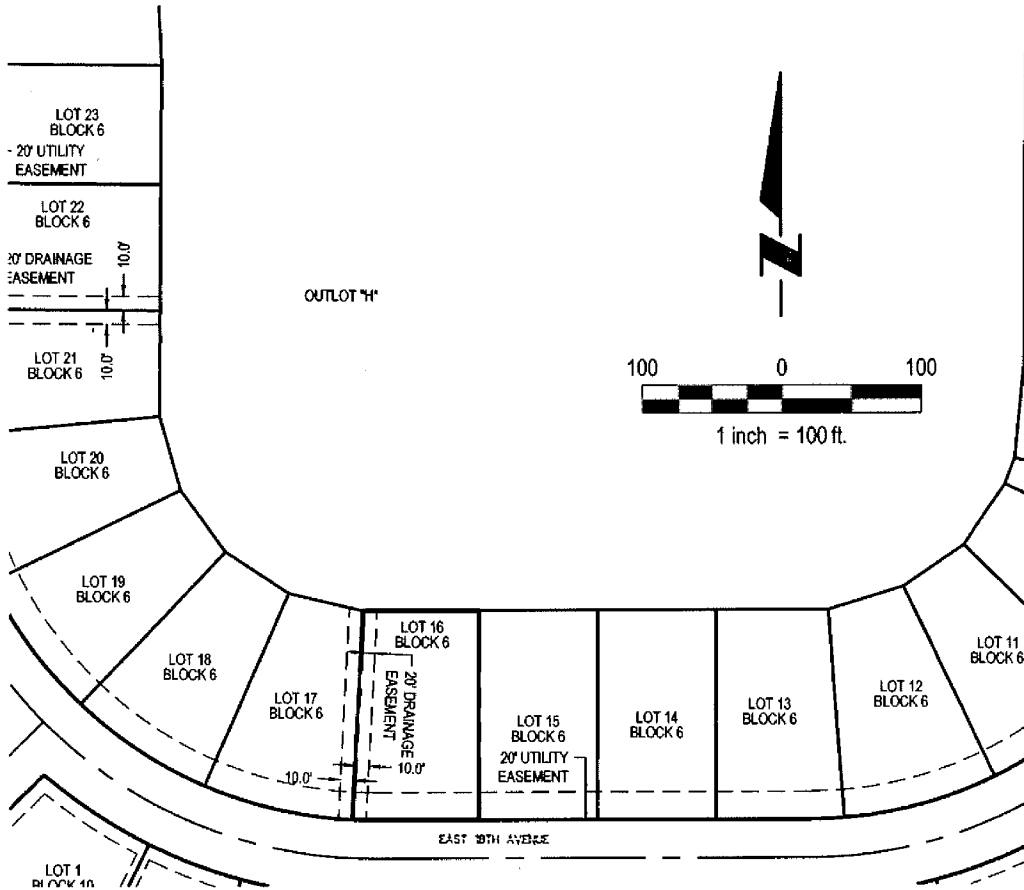 LOT 23
BLOCK 6
- 20' UTILITY
EASEMENT
LOT 22
BLOCK 6
20' DRAINAGE
EASEMENT
10.0'
OUTLOT "H"
N
LOT 21
BLOCK 6
10.0'
100 0 100
1 inch = 100 ft.
LOT 20
BLOCK 6
LOT 19
BLOCK 6
LOT 18
BLOCK 6
LOT 17
BLOCK 6
LOT 16
BLOCK 6
20' DRAINAGE
EASEMENT
10.0'
10.0'
LOT 15
BLOCK 6
20' UTILITY
EASEMENT
LOT 14
BLOCK 6
LOT 13
BLOCK 6
LOT 12
BLOCK 6
LOT 11
BLOCK 6
EAST AVENUE
LOT 1
BLOCK 10